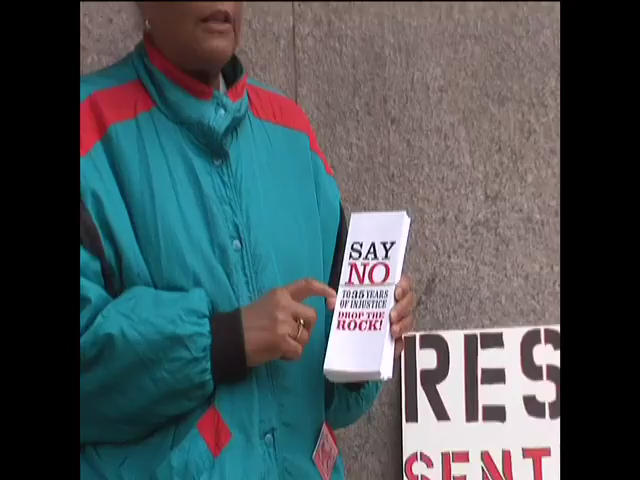 SAY
NO
TO 35 YEARS
OF INJUSTICE
DROP THE
ROCK!
RES
SENT